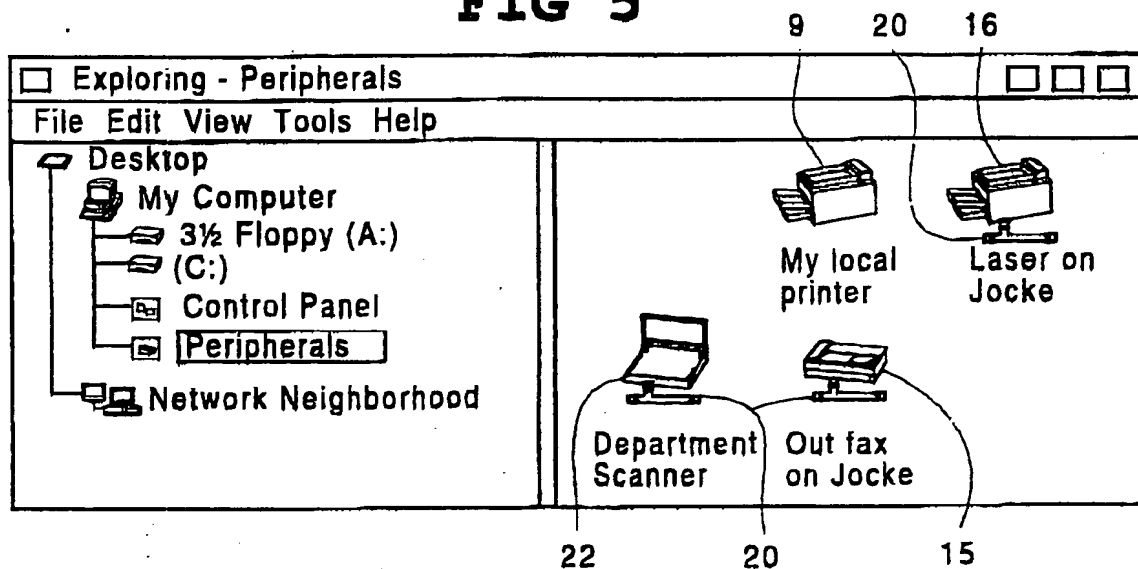 FIG 5
9 20 16
Exploring - Peripherals
File Edit View Tools Help
Desktop
My Computer
3½ Floppy (A:)
(C:)
Control Panel
Peripherals
Network Neighborhood
My local
printer
Laser on
Jocke
Department
Scanner
Out fax
on Jocke
22 20 15